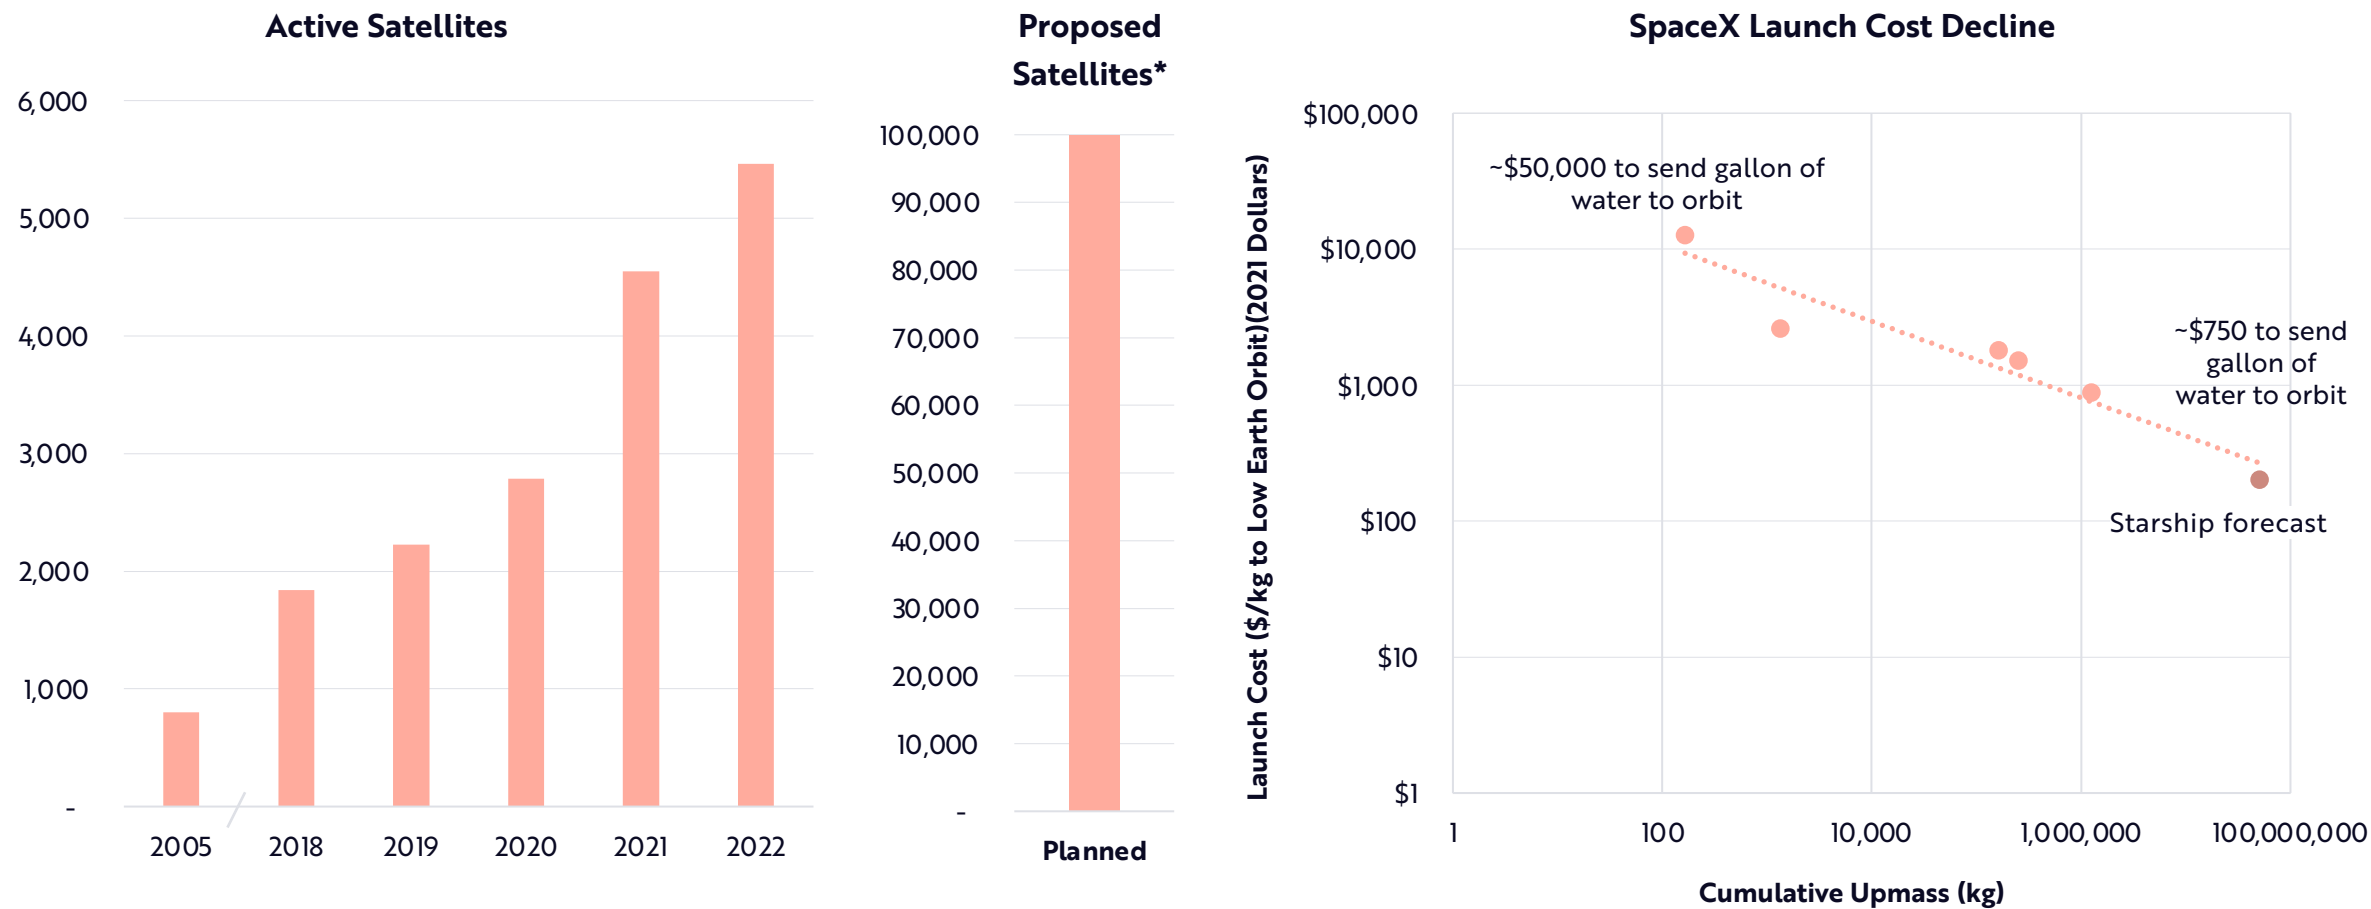 Active Satellites
6,000
5,000
4,000
3,000
2,000
1,000
-
2005
2018
2019
2020
2021
2022
Proposed
Satellites*
100,000
90,000
80,000
70,000
60,000
50,000
40,000
30,000
20,000
10,000
-
Planned
SpaceX Launch Cost Decline
Launch Cost ($/kg to Low Earth Orbit)(2021 Dollars)
$100,000
$10,000
$1,000
$100
$10
$1
~$50,000 to send gallon of
water to orbit
~$750 to send
gallon of
water to orbit
Starship forecast
1
100
10,000
1,000,000
100,000,000
Cumulative Upmass (kg)